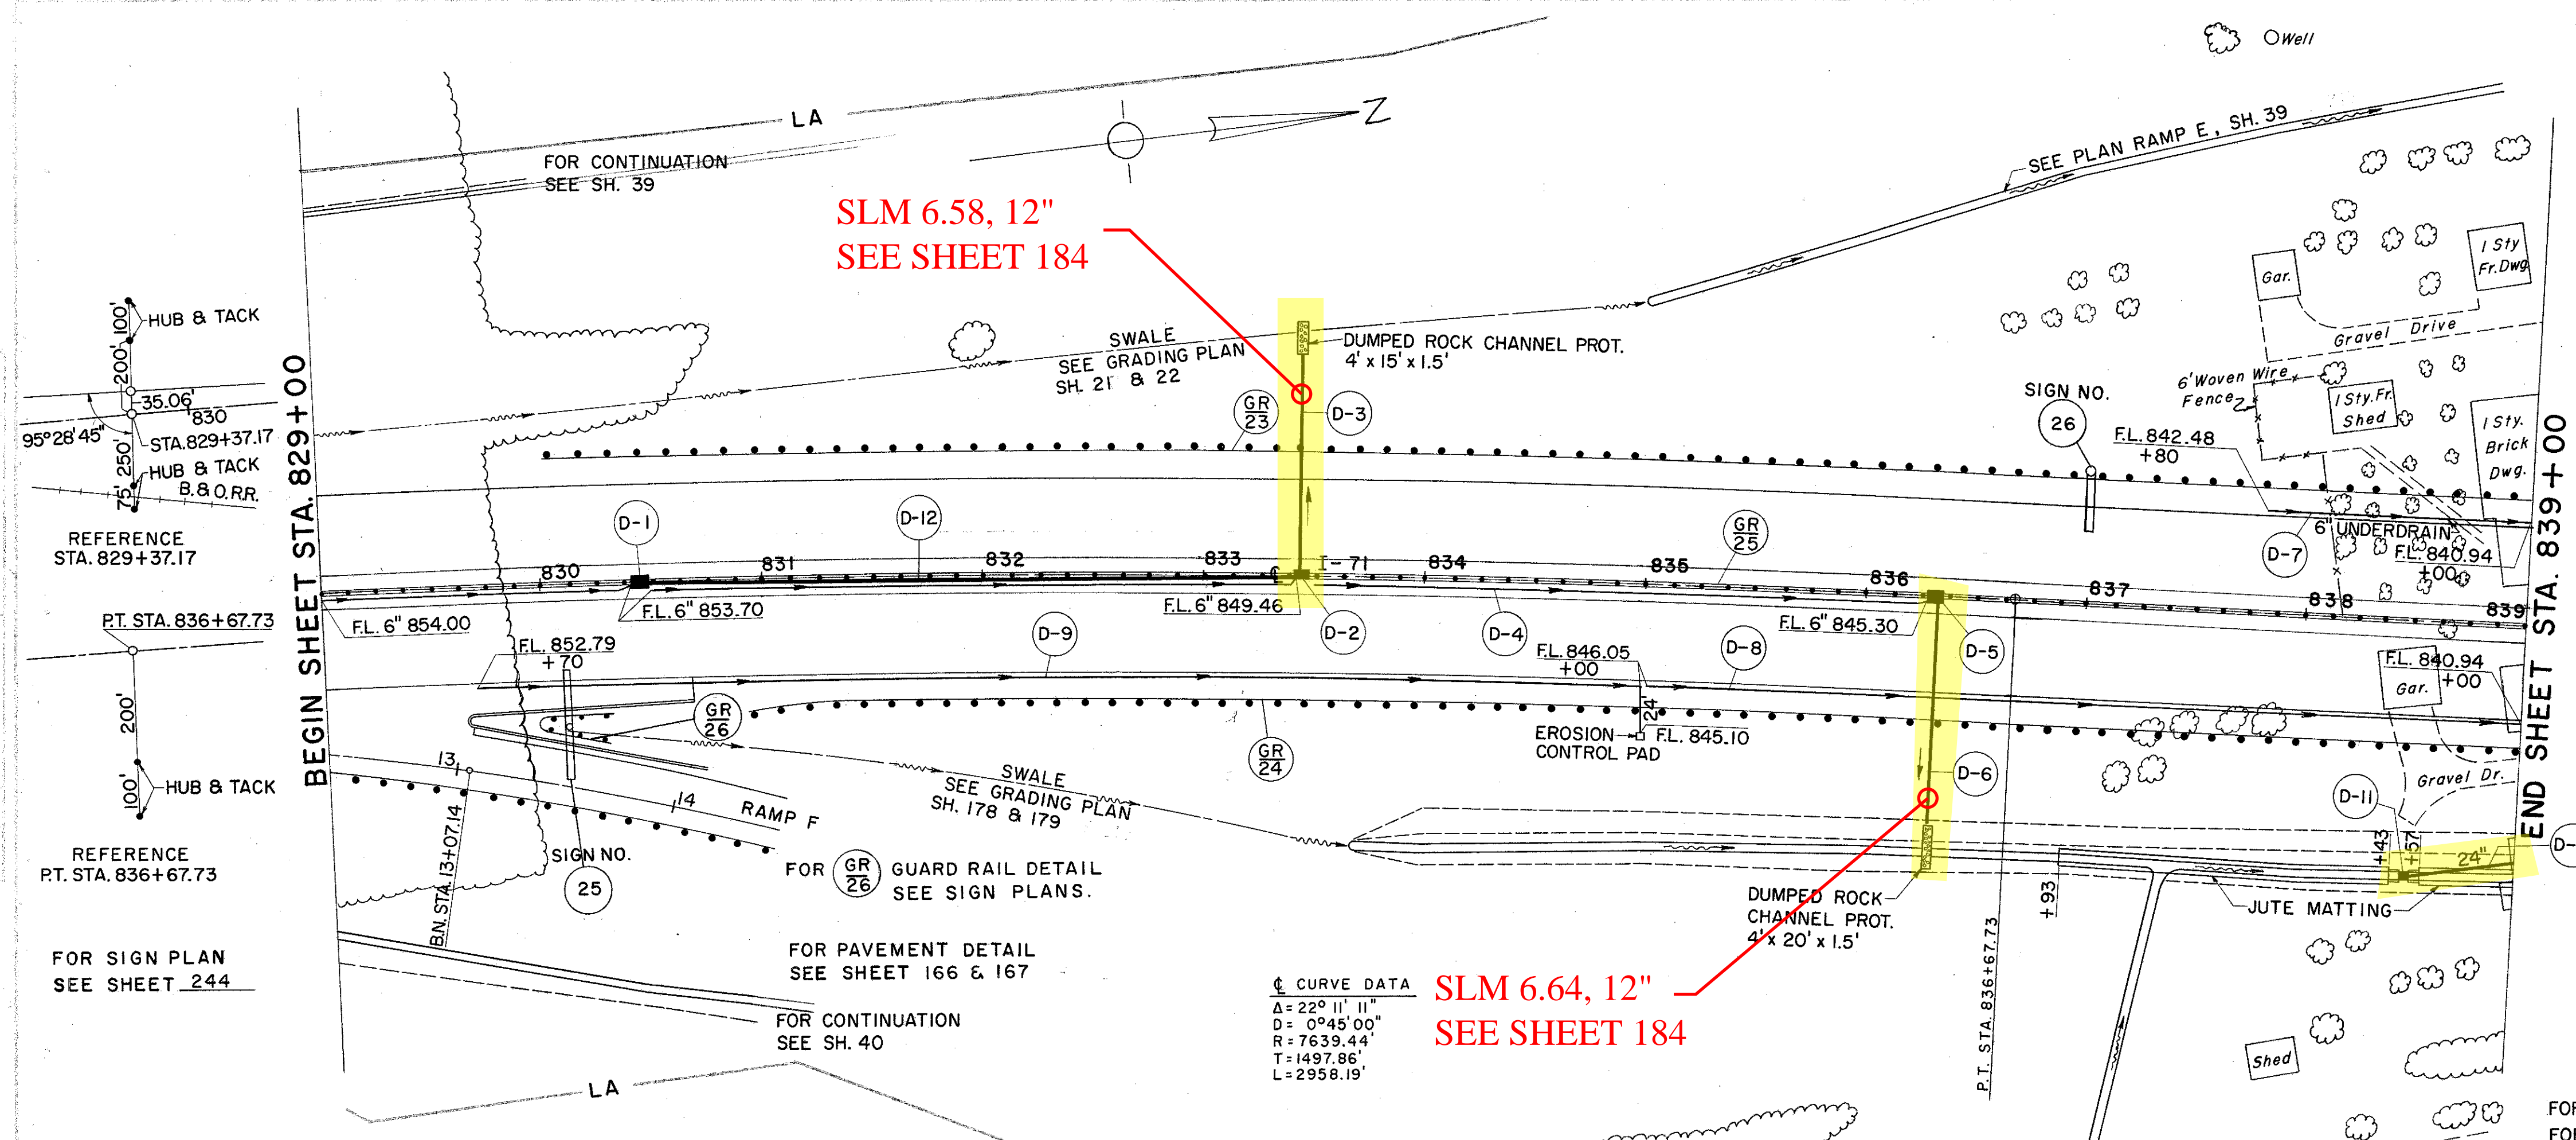 Well
LA
Z
FOR CONTINUATION
SEE SH. 39
SEE PLAN RAMP E, SH. 39
SLM 6.58, 12"
SEE SHEET 184
1 Sty
Fr. Dwg
Gar.
Gravel Drive
100'
HUB & TACK
200'
35.06'
830
95°28'45"
STA. 829+37.17
250'
HUB & TACK
75'
B. & O. R.R.
REFERENCE
STA. 829+37.17
BEGIN SHEET STA. 829+00
SWALE
SEE GRADING PLAN
SH. 21 & 22
DUMPED ROCK CHANNEL PROT.
4' x 15' x 1.5'
GR
23
D-3
SIGN NO.
26
6' Woven Wire
Fence
1 Sty. Fr.
Shed
1 Sty.
Brick
Dwg.
F.L. 842.48
+80
END SHEET STA. 839+00
D-1
D-12
GR
25
6" UNDERDRAIN
D-7
F.L. 840.94
+00
830
831
832
833
I-71
834
835
836
837
838
839
F.L. 6" 854.00
F.L. 6" 853.70
F.L. 6" 849.46
D-2
D-4
F.L. 6" 845.30
D-5
P.T. STA. 836+67.73
200'
100'
HUB & TACK
REFERENCE
P.T. STA. 836+67.73
F.L. 852.79
+70
D-9
F.L. 846.05
+00
D-8
F.L. 840.94
+00
Gar.
GR
26
24'
EROSION
CONTROL PAD
F.L. 845.10
GR
24
D-6
Gravel Dr.
13
14
RAMP F
SWALE
SEE GRADING PLAN
SH. 178 & 179
D-11
+43
+57
24"
D-
B.N. STA. 13+07.14
SIGN NO.
25
FOR GR
26 GUARD RAIL DETAIL
SEE SIGN PLANS.
DUMPED ROCK
CHANNEL PROT.
4' x 20' x 1.5'
+93
JUTE MATTING
P.T. STA. 836+67.73
FOR SIGN PLAN
SEE SHEET 244
FOR PAVEMENT DETAIL
SEE SHEET 166 & 167
FOR CONTINUATION
SEE SH. 40
℄ CURVE DATA
Δ = 22° 11' 11"
D = 0°45'00"
R = 7639.44'
T = 1497.86'
L = 2958.19'
SLM 6.64, 12"
SEE SHEET 184
Shed
LA